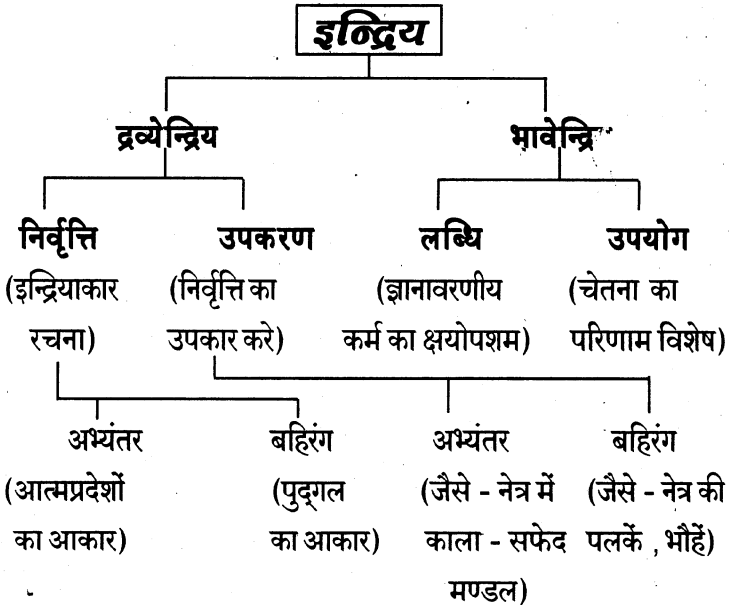 इन्द्रिय
द्रव्येन्द्रिय भावेन्द्रि
निर्वृत्ति उपकरण लब्धि उपयोग
(इन्द्रियाकार (निर्वृत्ति का (ज्ञानावरणीय (चेतना का
रचना) उपकार करे) कर्म का क्षयोपशम) परिणाम विशेष)
अभ्यंतर बहिरंग अभ्यंतर बहिरंग
(आत्मप्रदेशों (पुद्‌गल (जैसे - नेत्र में (जैसे - नेत्र की
का आकार) का आकार) काला - सफेद पलकें , भौहें)
मण्डल)